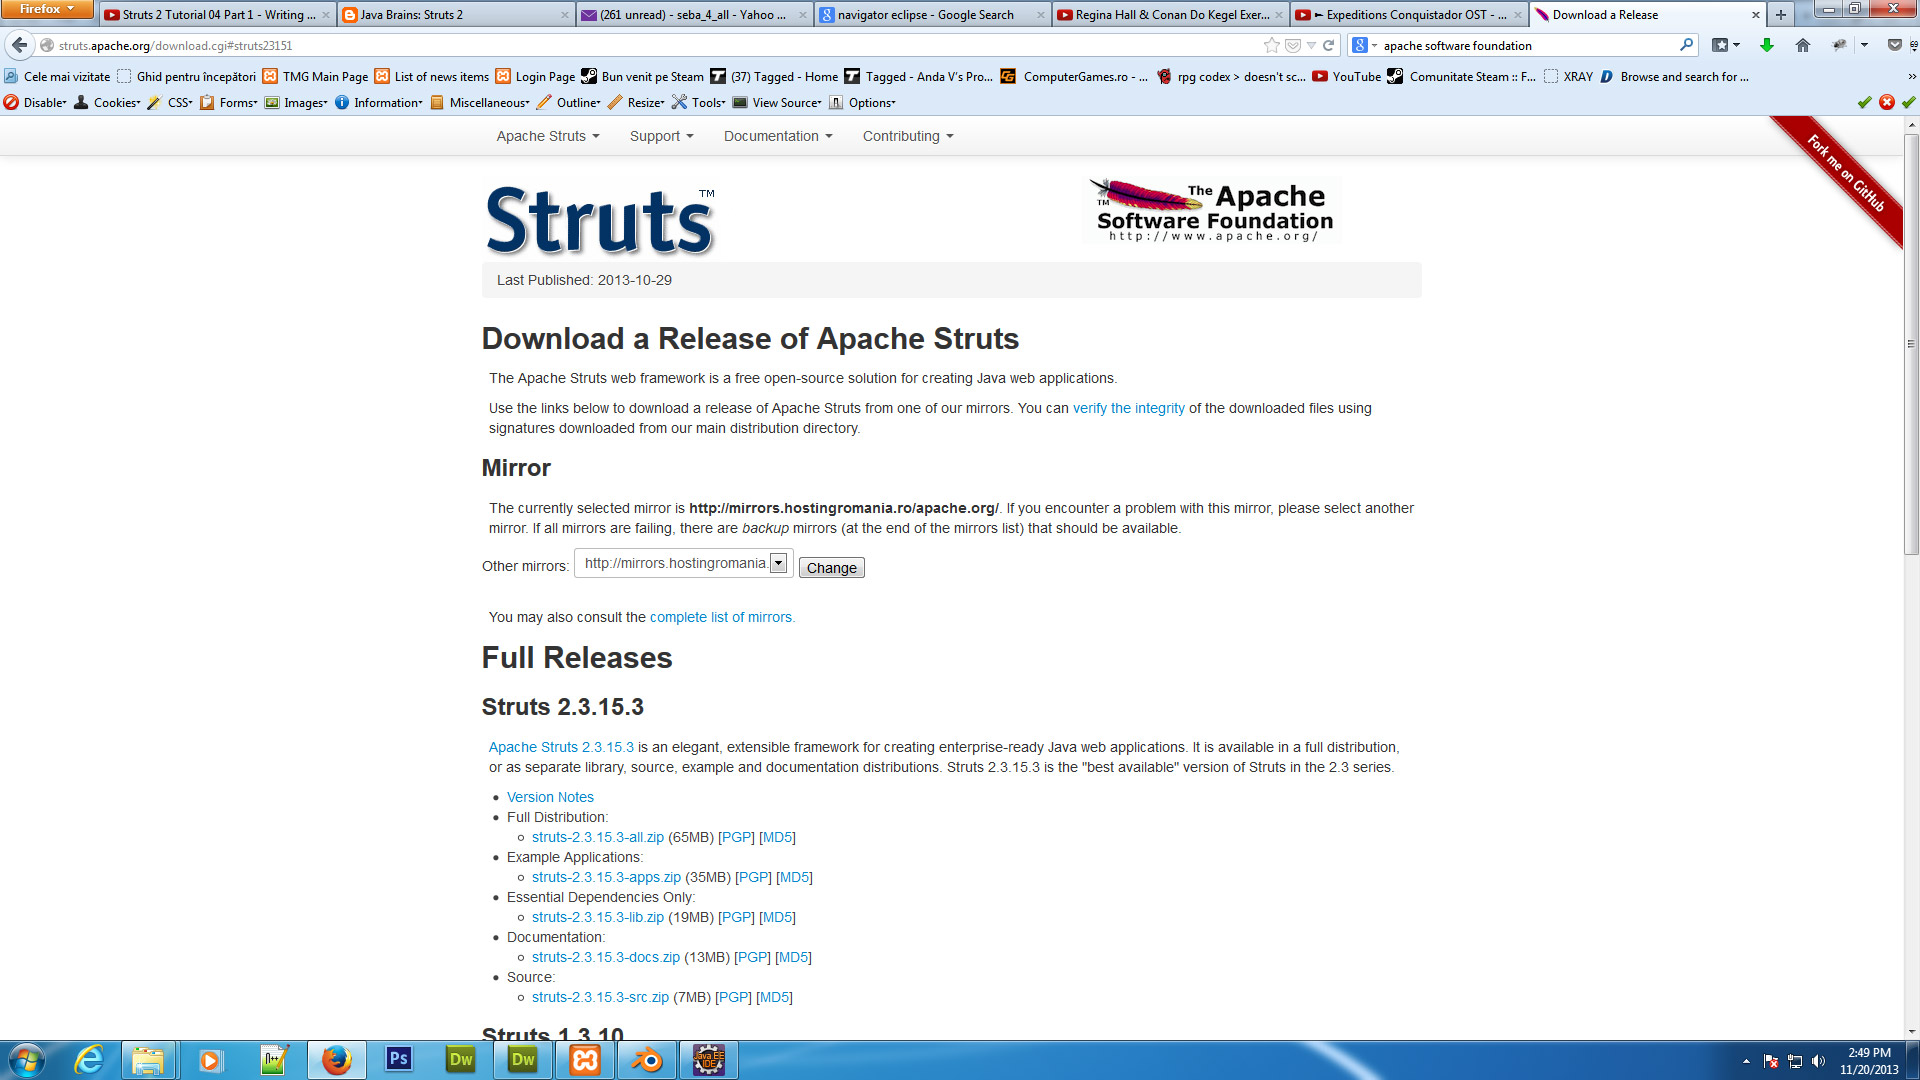 Firefox
Struts 2 Tutorial 04 Part 1 - Writing ...
Java Brains: Struts 2
(261 unread) - seba_4_all - Yahoo ...
navigator eclipse - Google Search
Regina Hall & Conan Do Kegel Exer...
Expeditions Conquistador OST - ...
Download a Release
struts.apache.org/download.cgi#struts23151
apache software foundation
Cele mai vizitate
Ghid pentru începători
TMG Main Page
List of news items
Login Page
Bun venit pe Steam
(37) Tagged - Home
Tagged - Anda V's Pro...
ComputerGames.ro - ...
rpg codex > doesn't sc...
YouTube
Comunitate Steam :: F...
XRAY
Browse and search for ...
Disable
Cookies
CSS
Forms
Images
Information
Miscellaneous
Outline
Resize
Tools
View Source
Options
Apache Struts
Support
Documentation
Contributing
Fork me on GitHub
Struts™
The Apache
Software Foundation
http://www.apache.org/
TM
Last Published: 2013-10-29
Download a Release of Apache Struts
The Apache Struts web framework is a free open-source solution for creating Java web applications.
Use the links below to download a release of Apache Struts from one of our mirrors. You can verify the integrity of the downloaded files using
signatures downloaded from our main distribution directory.
Mirror
The currently selected mirror is http://mirrors.hostingromania.ro/apache.org/. If you encounter a problem with this mirror, please select another
mirror. If all mirrors are failing, there are backup mirrors (at the end of the mirrors list) that should be available.
Other mirrors: http://mirrors.hostingromania. Change
You may also consult the complete list of mirrors.
Full Releases
Struts 2.3.15.3
Apache Struts 2.3.15.3 is an elegant, extensible framework for creating enterprise-ready Java web applications. It is available in a full distribution,
or as separate library, source, example and documentation distributions. Struts 2.3.15.3 is the "best available" version of Struts in the 2.3 series.
Version Notes
Full Distribution:
struts-2.3.15.3-all.zip (65MB) [PGP] [MD5]
Example Applications:
struts-2.3.15.3-apps.zip (35MB) [PGP] [MD5]
Essential Dependencies Only:
struts-2.3.15.3-lib.zip (19MB) [PGP] [MD5]
Documentation:
struts-2.3.15.3-docs.zip (13MB) [PGP] [MD5]
Source:
struts-2.3.15.3-src.zip (7MB) [PGP] [MD5]
Struts 1.3.10
Ps
Dw
Dw
Java EE
IDE
2:49 PM
11/20/2013